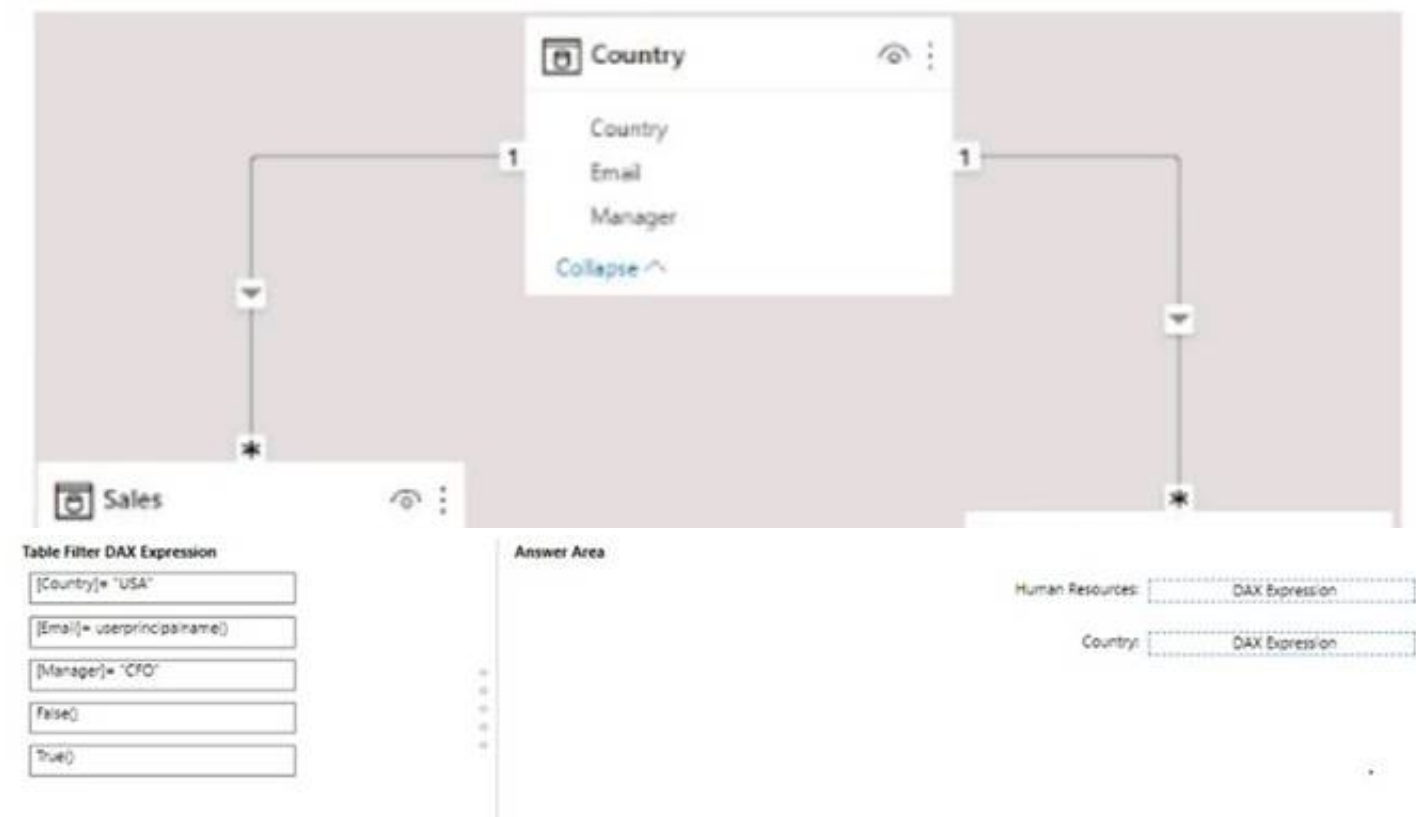 Country
Country
Email
Manager
Collapse
1
1
*
*
Sales
Table Filter DAX Expression
[Country]= "USA"
[Email]= userprincipalname()
[Manager]= "CFO"
False()
True()
Answer Area
Human Resources: DAX Expression
Country: DAX Expression